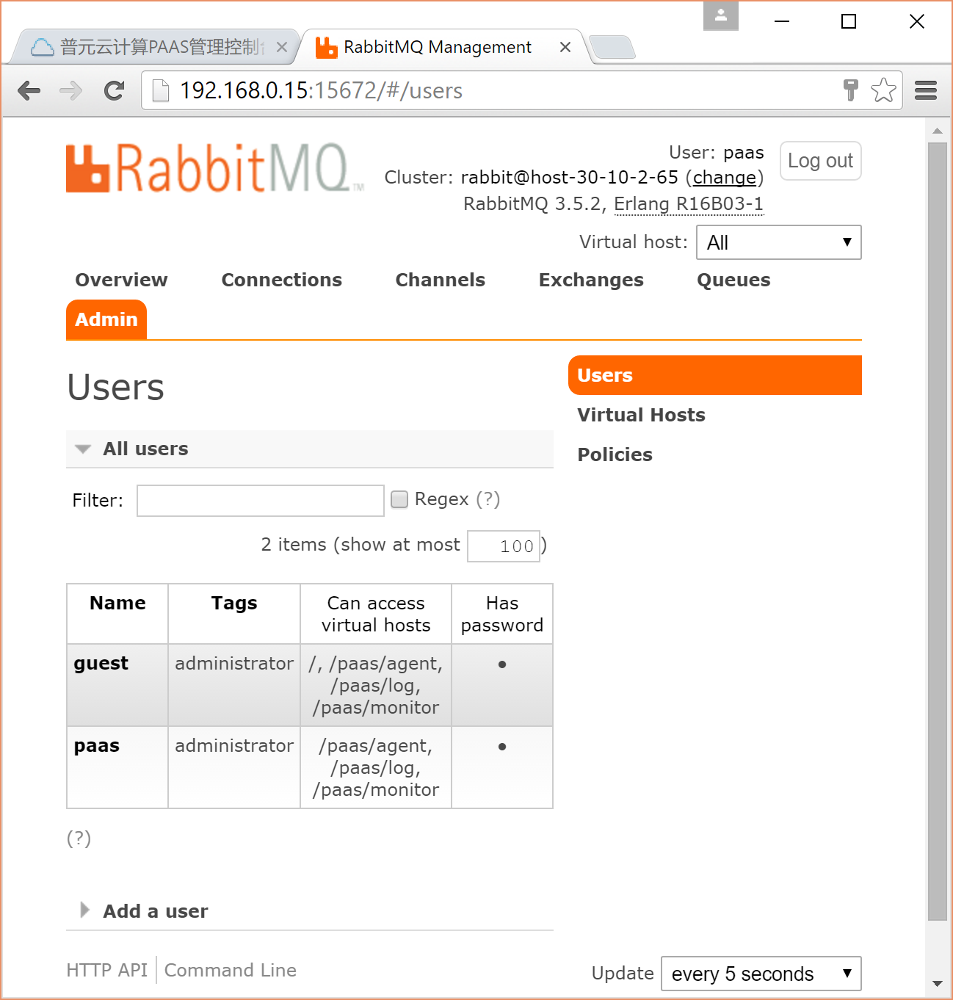 普元云计算PAAS管理控制
RabbitMQ Management
192.168.0.15:15672/#/users
RabbitMQ™
User: paas
Log out
Cluster: rabbit@host-30-10-2-65 (change)
RabbitMQ 3.5.2, Erlang R16B03-1
Virtual host: All
Overview Connections Channels Exchanges Queues
Admin
Users
Users
Virtual Hosts
Policies
All users
Filter: Regex (?)
2 items (show at most 100)
Name Tags Can access virtual hosts Has password
guest administrator /, /paas/agent, /paas/log, /paas/monitor •
paas administrator /paas/agent, /paas/log, /paas/monitor •
(?)
Add a user
HTTP API Command Line
Update every 5 seconds